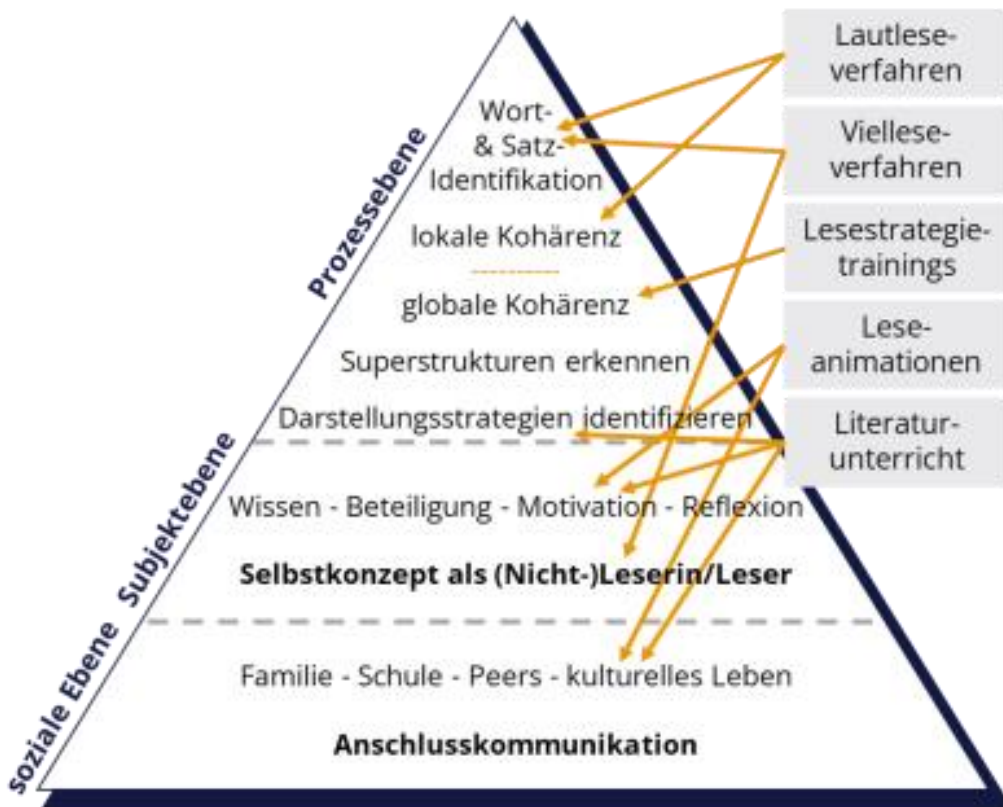 Wort-
& Satz-
Identifikation
lokale Kohärenz
globale Kohärenz
Superstrukturen erkennen
Darstellungsstrategien identifizieren
Wissen - Beteiligung - Motivation - Reflexion
Selbstkonzept als (Nicht-)Leserin/Leser
Familie - Schule - Peers - kulturelles Leben
Anschlusskommunikation
Prozessebene
Subjektebene
soziale Ebene
Lautlese-
verfahren
Viellese-
verfahren
Lesestrategie-
trainings
Lese-
animationen
Literatur-
unterricht